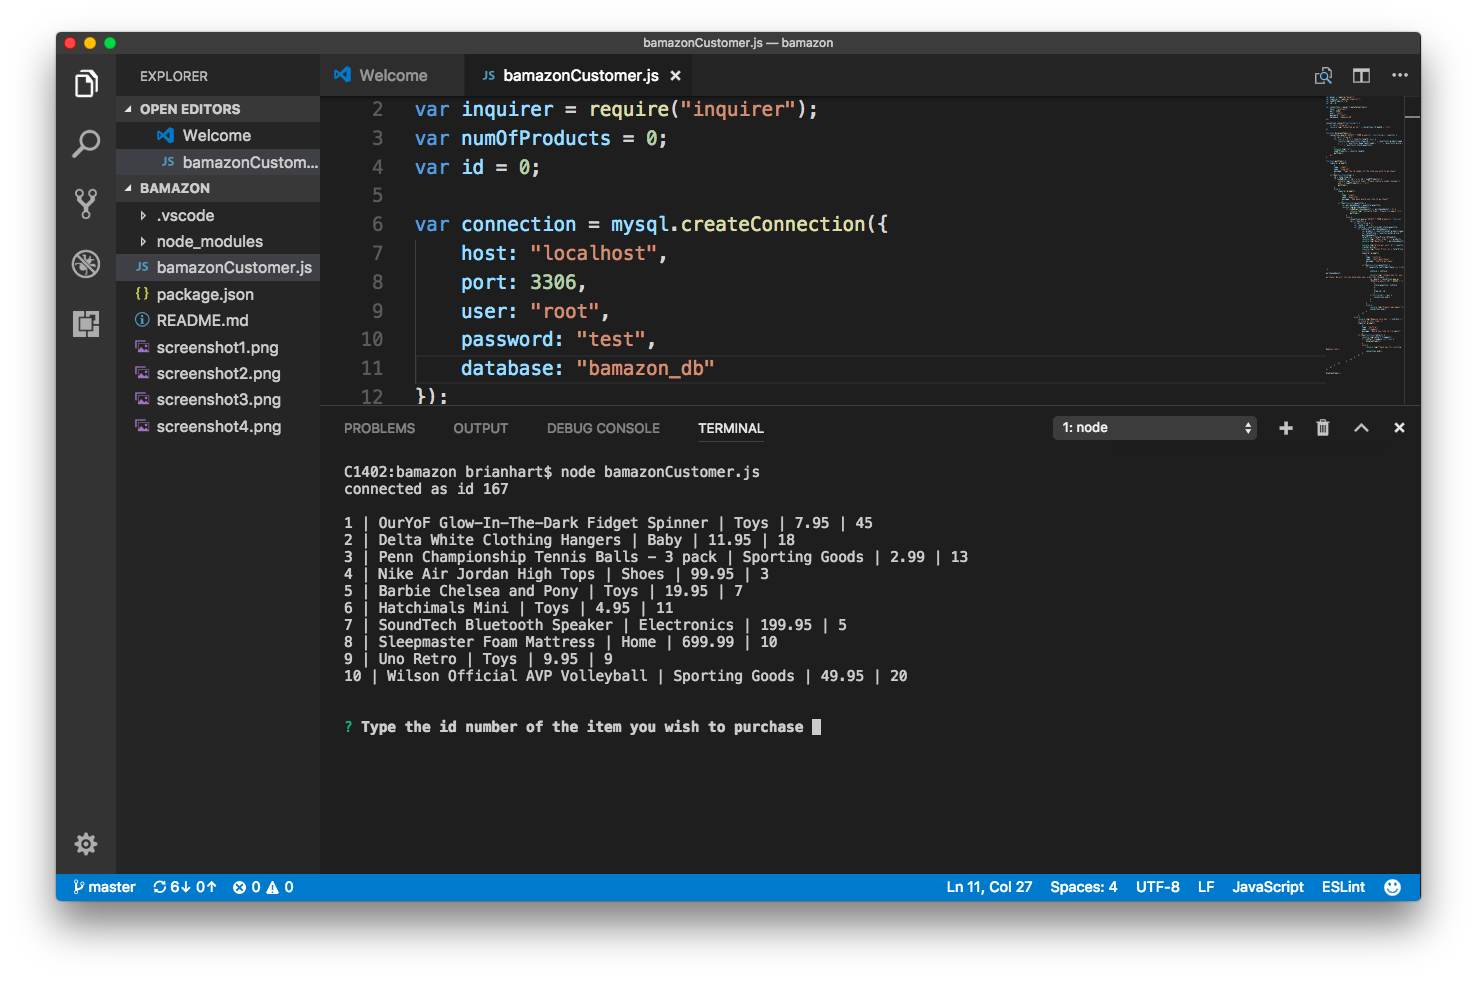 bamazonCustomer.js — bamazon
EXPLORER
OPEN EDITORS
Welcome
JS bamazonCustom...
BAMAZON
.vscode
node_modules
JS bamazonCustomer.js
{} package.json
README.md
screenshot1.png
screenshot2.png
screenshot3.png
screenshot4.png
Welcome
JS bamazonCustomer.js
2 var inquirer = require("inquirer");
3 var numOfProducts = 0;
4 var id = 0;
5
6 var connection = mysql.createConnection({
7 host: "localhost",
8 port: 3306,
9 user: "root",
10 password: "test",
11 database: "bamazon_db"
12 });
PROBLEMS OUTPUT DEBUG CONSOLE TERMINAL 1: node
C1402:bamazon brianhart$ node bamazonCustomer.js
connected as id 167
1 | OurYoF Glow-In-The-Dark Fidget Spinner | Toys | 7.95 | 45
2 | Delta White Clothing Hangers | Baby | 11.95 | 18
3 | Penn Championship Tennis Balls - 3 pack | Sporting Goods | 2.99 | 13
4 | Nike Air Jordan High Tops | Shoes | 99.95 | 3
5 | Barbie Chelsea and Pony | Toys | 19.95 | 7
6 | Hatchimals Mini | Toys | 4.95 | 11
7 | SoundTech Bluetooth Speaker | Electronics | 199.95 | 5
8 | Sleepmaster Foam Mattress | Home | 699.99 | 10
9 | Uno Retro | Toys | 9.95 | 9
10 | Wilson Official AVP Volleyball | Sporting Goods | 49.95 | 20
? Type the id number of the item you wish to purchase
master 6↓ 0↑ 0 0 Ln 11, Col 27 Spaces: 4 UTF-8 LF JavaScript ESLint